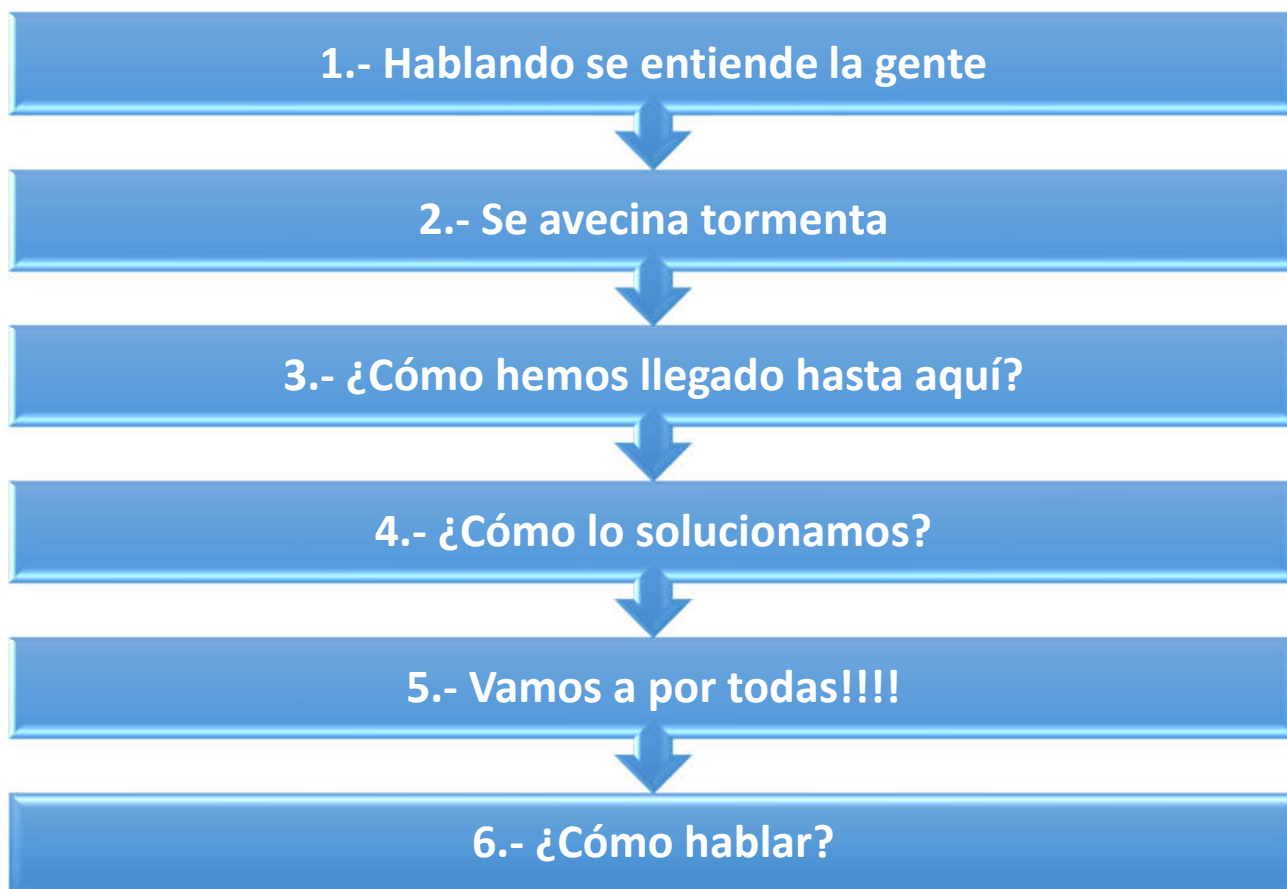 1.- Hablando se entiende la gente
2.- Se avecina tormenta
3.- ¿Cómo hemos llegado hasta aquí?
4.- ¿Cómo lo solucionamos?
5.- Vamos a por todas!!!!
6.- ¿Cómo hablar?